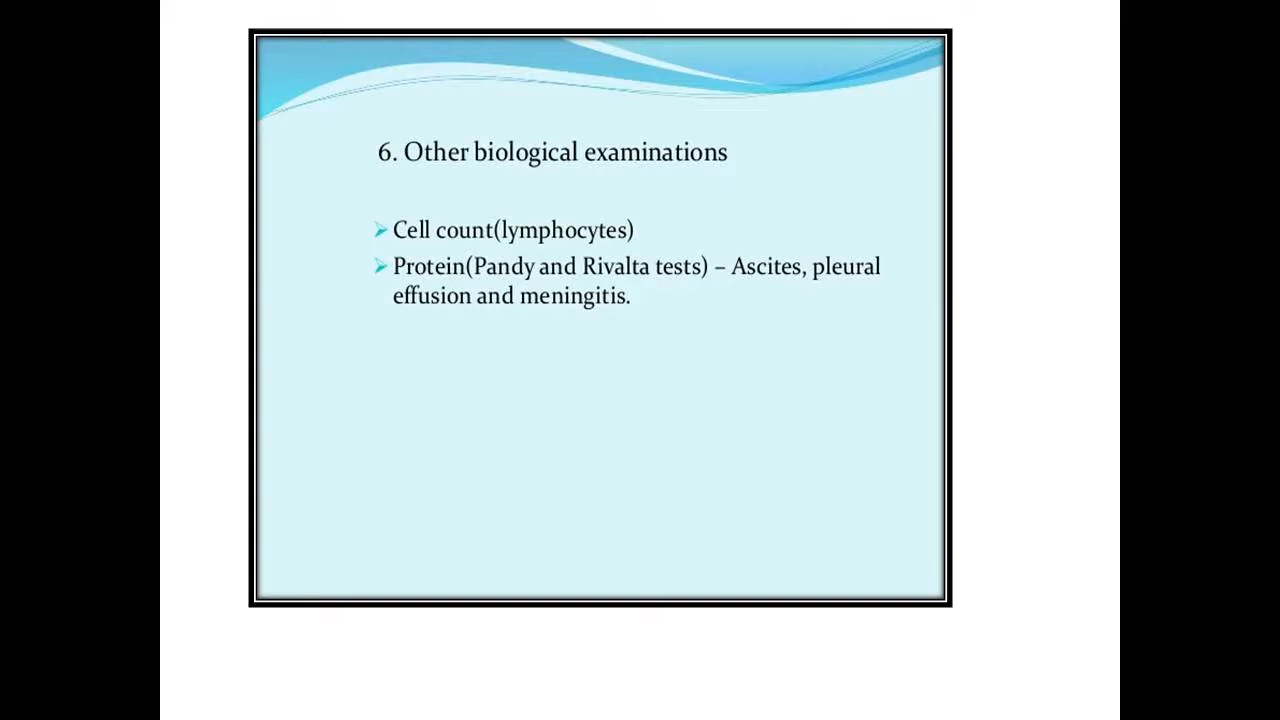 6. Other biological examinations
Cell count(lymphocytes)
Protein(Pandy and Rivalta tests) – Ascites, pleural
effusion and meningitis.